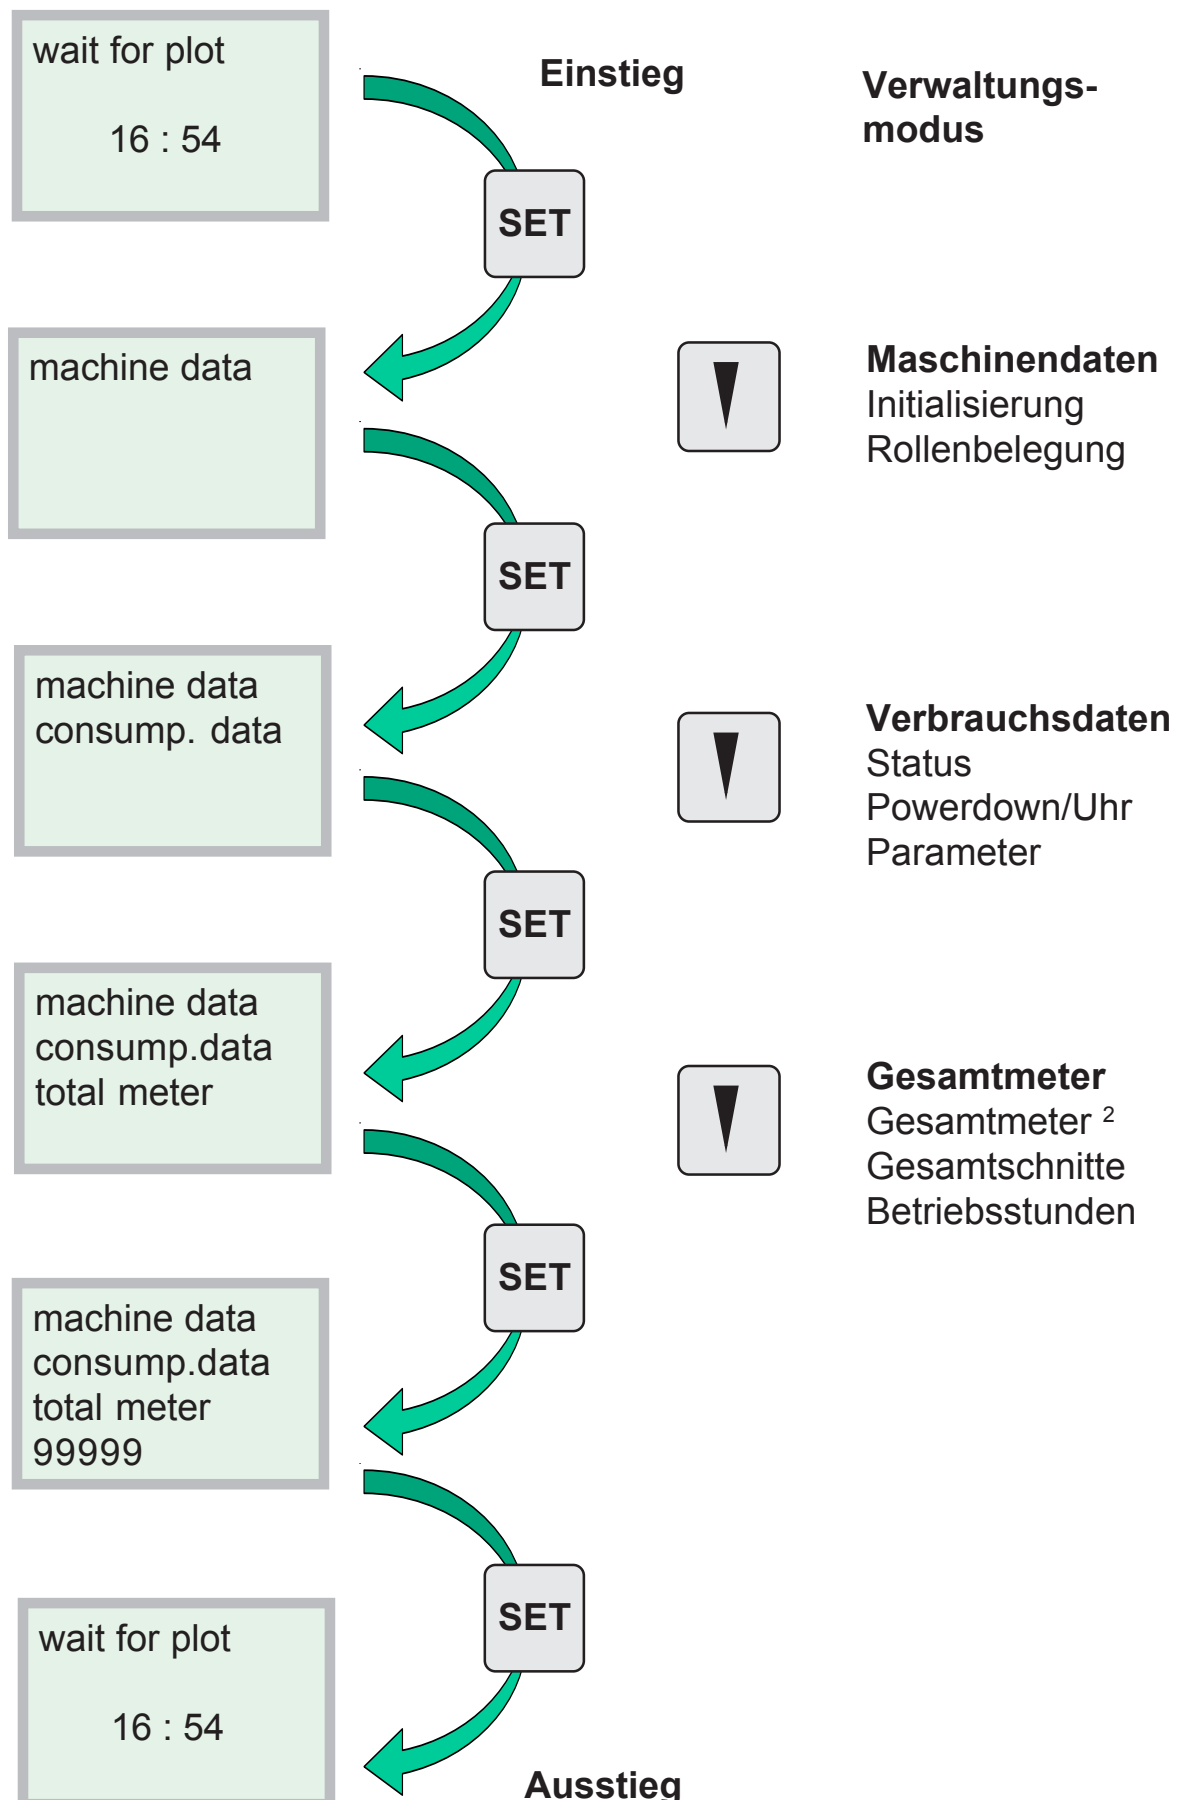 wait for plot
16 : 54
Einstieg
Verwaltungs-
modus
SET
machine data
Maschinendaten
Initialisierung
Rollenbelegung
SET
machine data
consump. data
Verbrauchsdaten
Status
Powerdown/Uhr
Parameter
SET
machine data
consump.data
total meter
Gesamtmeter
Gesamtmeter ²
Gesamtschnitte
Betriebsstunden
SET
machine data
consump.data
total meter
99999
SET
wait for plot
16 : 54
Ausstieg